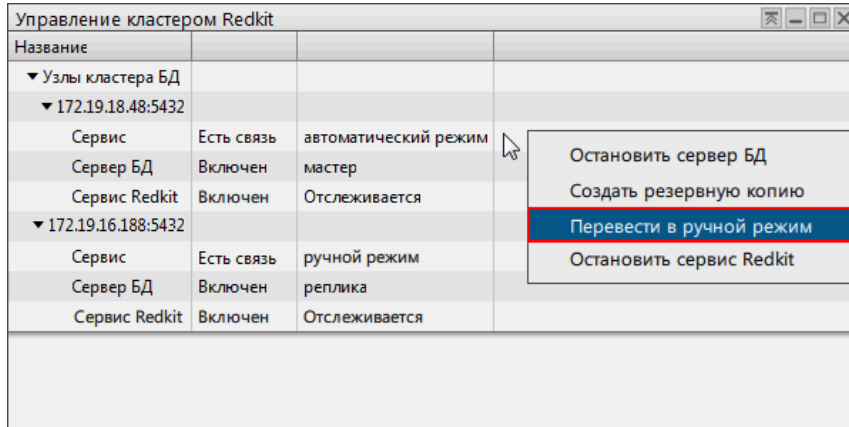 Управление кластером Redkit
Название
Узлы кластера БД
172.19.18.48:5432
Сервис Есть связь автоматический режим
Сервер БД Включен мастер
Сервис Redkit Включен Отслеживается
172.19.16.188:5432
Сервис Есть связь ручной режим
Сервер БД Включен реплика
Сервис Redkit Включен Отслеживается
Остановить сервер БД
Создать резервную копию
Перевести в ручной режим
Остановить сервис Redkit